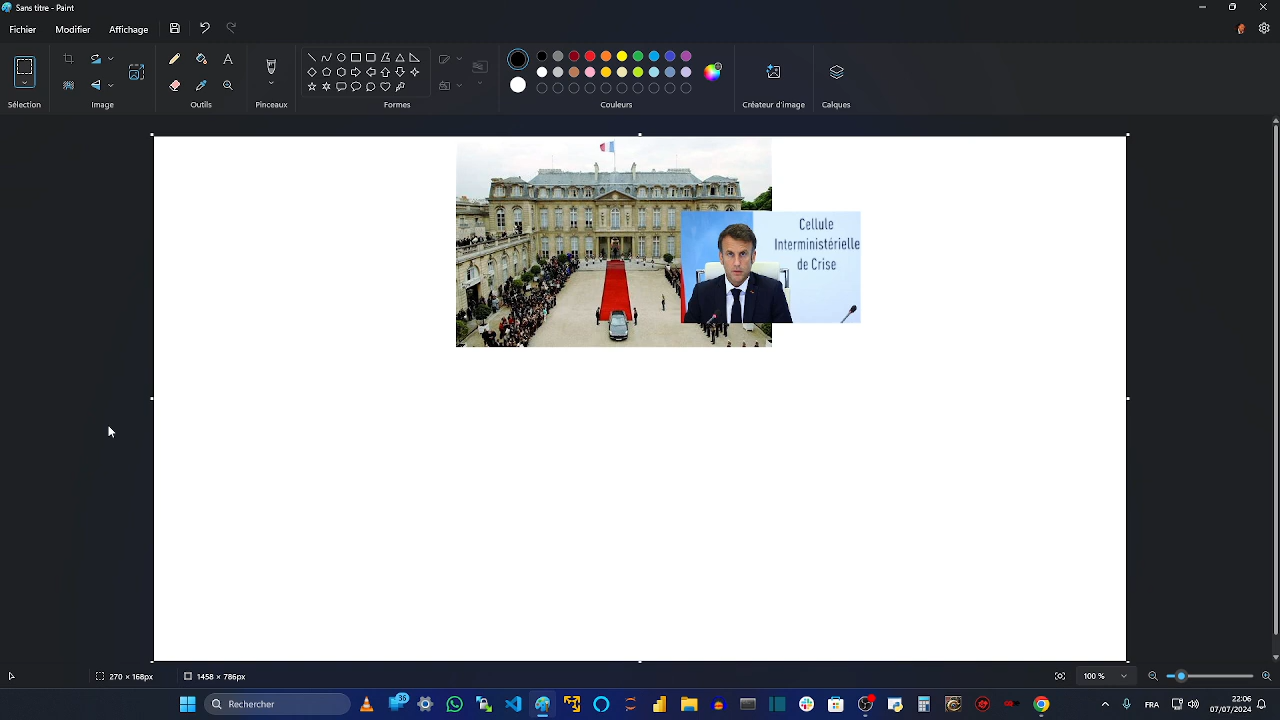 Sans titre - Paint
Fichier
Modifier
Affichage
Sélection
Image
Outils
Pinceaux
Formes
Couleurs
Créateur d'image
Calques
Cellule
Interministérielle
de Crise
270 × 168px
1458 × 786px
100 %
36
Rechercher
FRA
22:06
07/07/2024